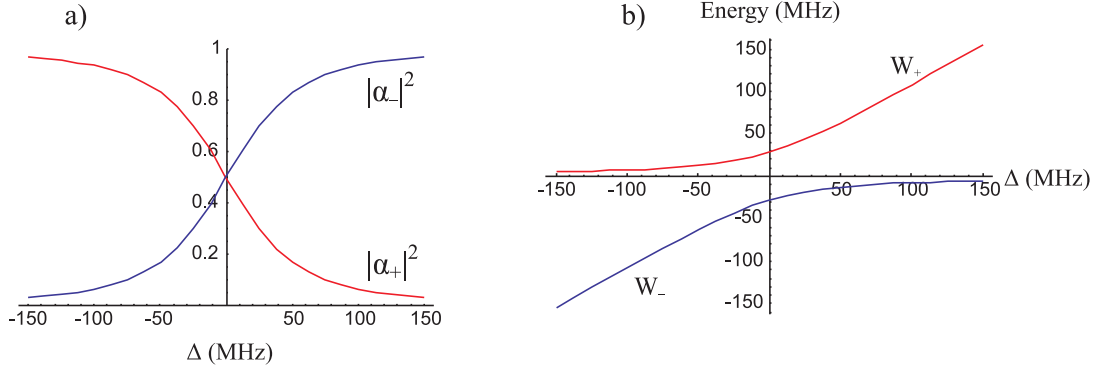 a)
1
0.8
0.6
0.4
0.2
|α₋|²
|α₊|²
-150 -100 -50 50 100 150
Δ (MHz)
b)
Energy (MHz)
150
100
50
W₊
-150 -100 -50 50 100 150 Δ (MHz)
-50
-100
-150
W₋